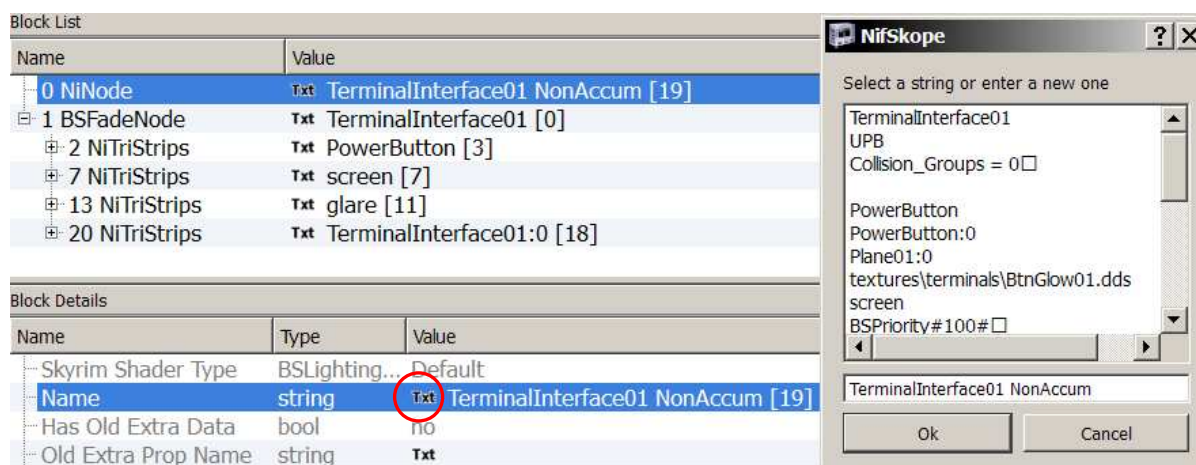 Block List
Name Value
0 NiNode Txt TerminalInterface01 NonAccum [19]
1 BSFadeNode Txt TerminalInterface01 [0]
2 NiTriStrips Txt PowerButton [3]
7 NiTriStrips Txt screen [7]
13 NiTriStrips Txt glare [11]
20 NiTriStrips Txt TerminalInterface01:0 [18]
Block Details
Name Type Value
Skyrim Shader Type BSLighting... Default
Name string Txt TerminalInterface01 NonAccum [19]
Has Old Extra Data bool no
Old Extra Prop Name string Txt
NifSkope ? X
Select a string or enter a new one
TerminalInterface01
UPB
Collision_Groups = 0□
PowerButton
PowerButton:0
Plane01:0
textures\terminals\BtnGlow01.dds
screen
BSPriority#100#□
TerminalInterface01 NonAccum
Ok Cancel